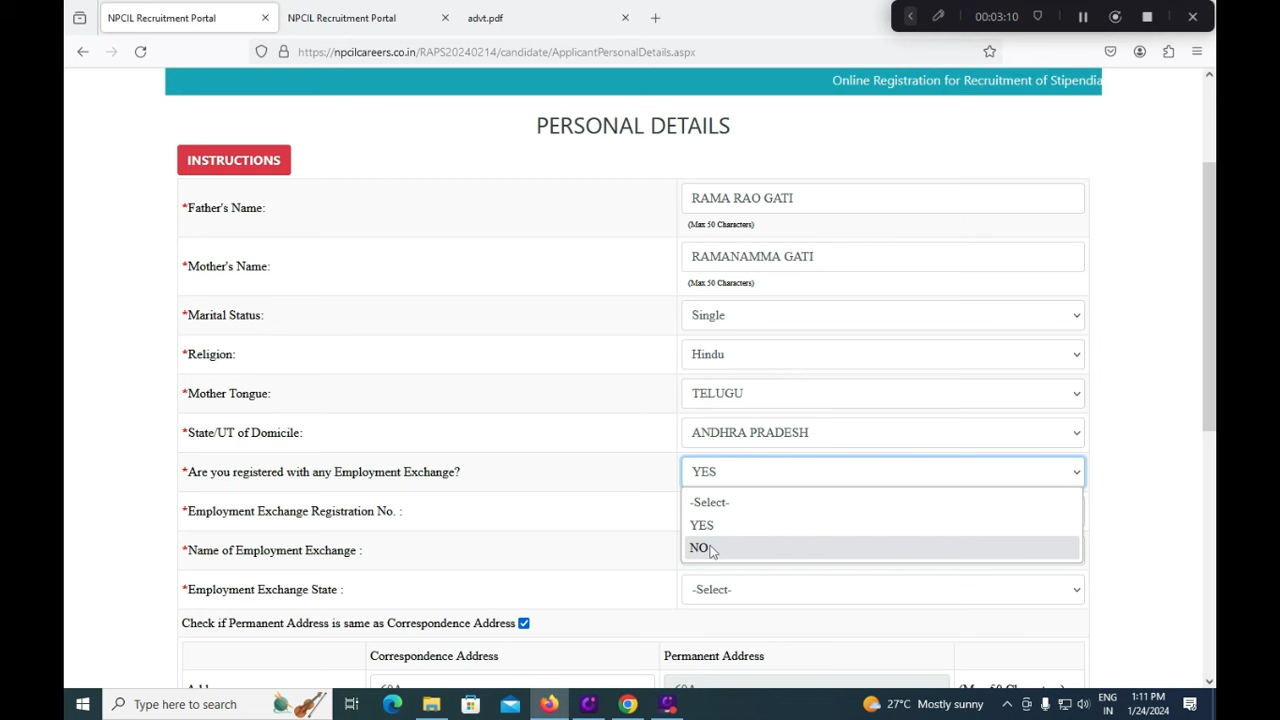 NPCIL Recruitment Portal
NPCIL Recruitment Portal
advt.pdf
00:03:10
https://npcilcareers.co.in/RAPS20240214/candidate/ApplicantPersonalDetails.aspx
Online Registration for Recruitment of Stipendia
PERSONAL DETAILS
INSTRUCTIONS
*Father's Name:
RAMA RAO GATI
(Max 50 Characters)
*Mother's Name:
RAMANAMMA GATI
(Max 50 Characters)
*Marital Status:
Single
*Religion:
Hindu
*Mother Tongue:
TELUGU
*State/UT of Domicile:
ANDHRA PRADESH
*Are you registered with any Employment Exchange?
YES
-Select-
YES
NO
*Employment Exchange Registration No. :
*Name of Employment Exchange :
*Employment Exchange State :
-Select-
Check if Permanent Address is same as Correspondence Address
Correspondence Address
Permanent Address
Type here to search
27°C Mostly sunny
ENG
IN
1:11 PM
1/24/2024